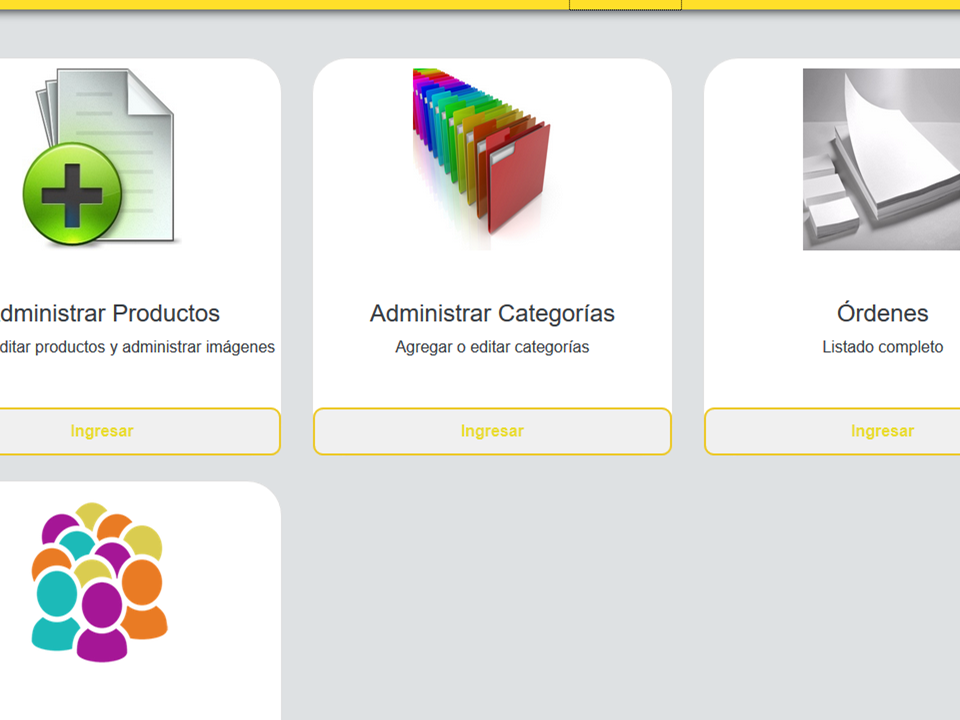 dministrar Productos
ditar productos y administrar imágenes
Ingresar
Administrar Categorías
Agregar o editar categorías
Ingresar
Órdenes
Listado completo
Ingresar